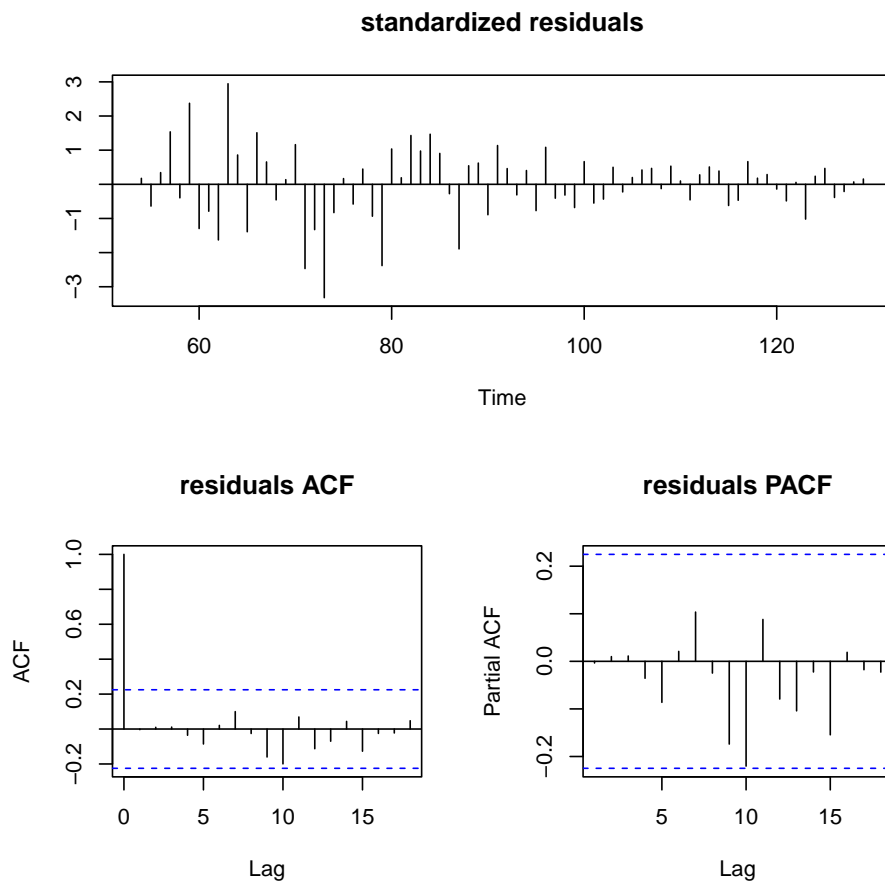 standardized residuals
3
2
1
−1
−3
60
80
100
120
Time
residuals ACF
1.0
0.6
0.2
−0.2
ACF
0
5
10
15
Lag
residuals PACF
0.2
0.0
−0.2
Partial ACF
5
10
15
Lag